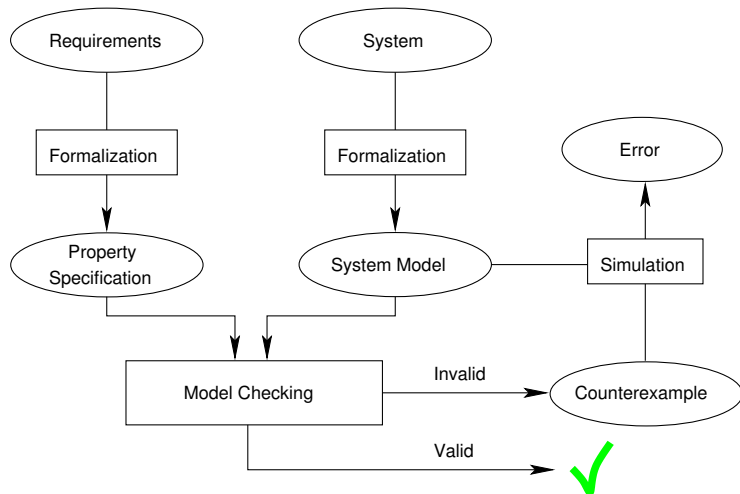 Requirements
System
Formalization
Formalization
Error
Property
Specification
System Model
Simulation
Model Checking
Invalid
Counterexample
Valid